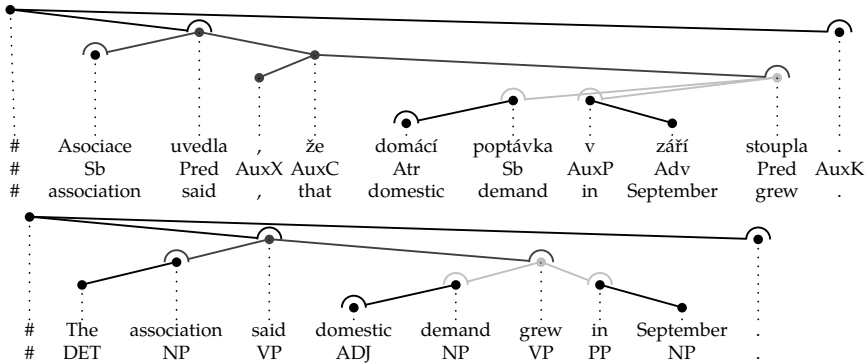 # Asociace uvedla , že domácí poptávka v září stoupla .
# Sb Pred AuxX AuxC Atr Sb AuxP Adv Pred AuxK
# association said , that domestic demand in September grew .
# The association said domestic demand grew in September .
# DET NP VP ADJ NP VP PP NP .